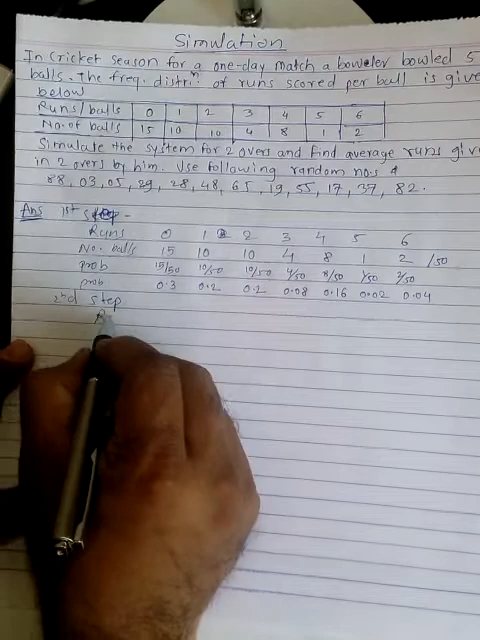 Simulation
In Cricket season for a one-day match a boweler bowled 5
balls. The freq. distri.n of runs scored per ball is give
below
Runs/balls 0 1 2 3 4 5 6
No. of balls 15 10 10 4 8 1 2
Simulate the system for 2 overs and find average runs give
in 2 overs by him. Use following random no.s
88, 03, 05, 29, 28, 48, 65, 19, 55, 17, 37, 82.
Ans 1st step -
Runs 0 1 2 3 4 5 6
No. balls 15 10 10 4 8 1 2 /50
prob 15/50 10/50 10/50 4/50 8/50 1/50 2/50
prob 0.3 0.2 0.2 0.08 0.16 0.02 0.04
2nd step